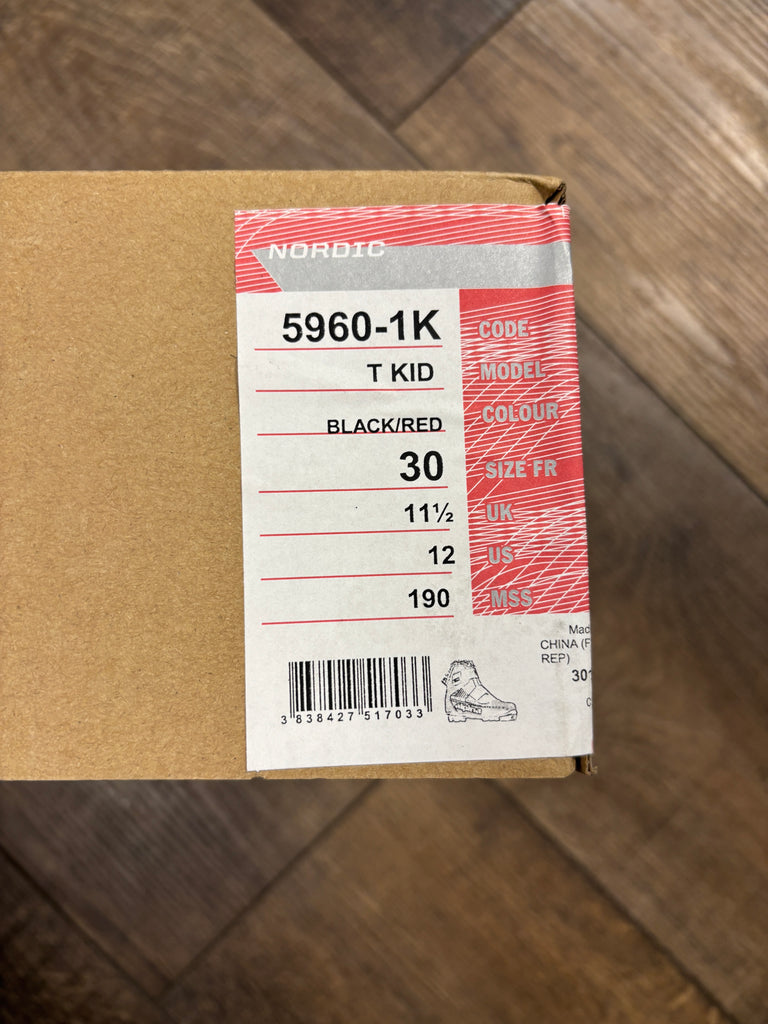 NORDIC
5960-1K CODE
T KID MODEL
BLACK/RED COLOUR
30 SIZE FR
11½ UK
12 US
190 MSS
CHINA
REP)
3 838427 517033